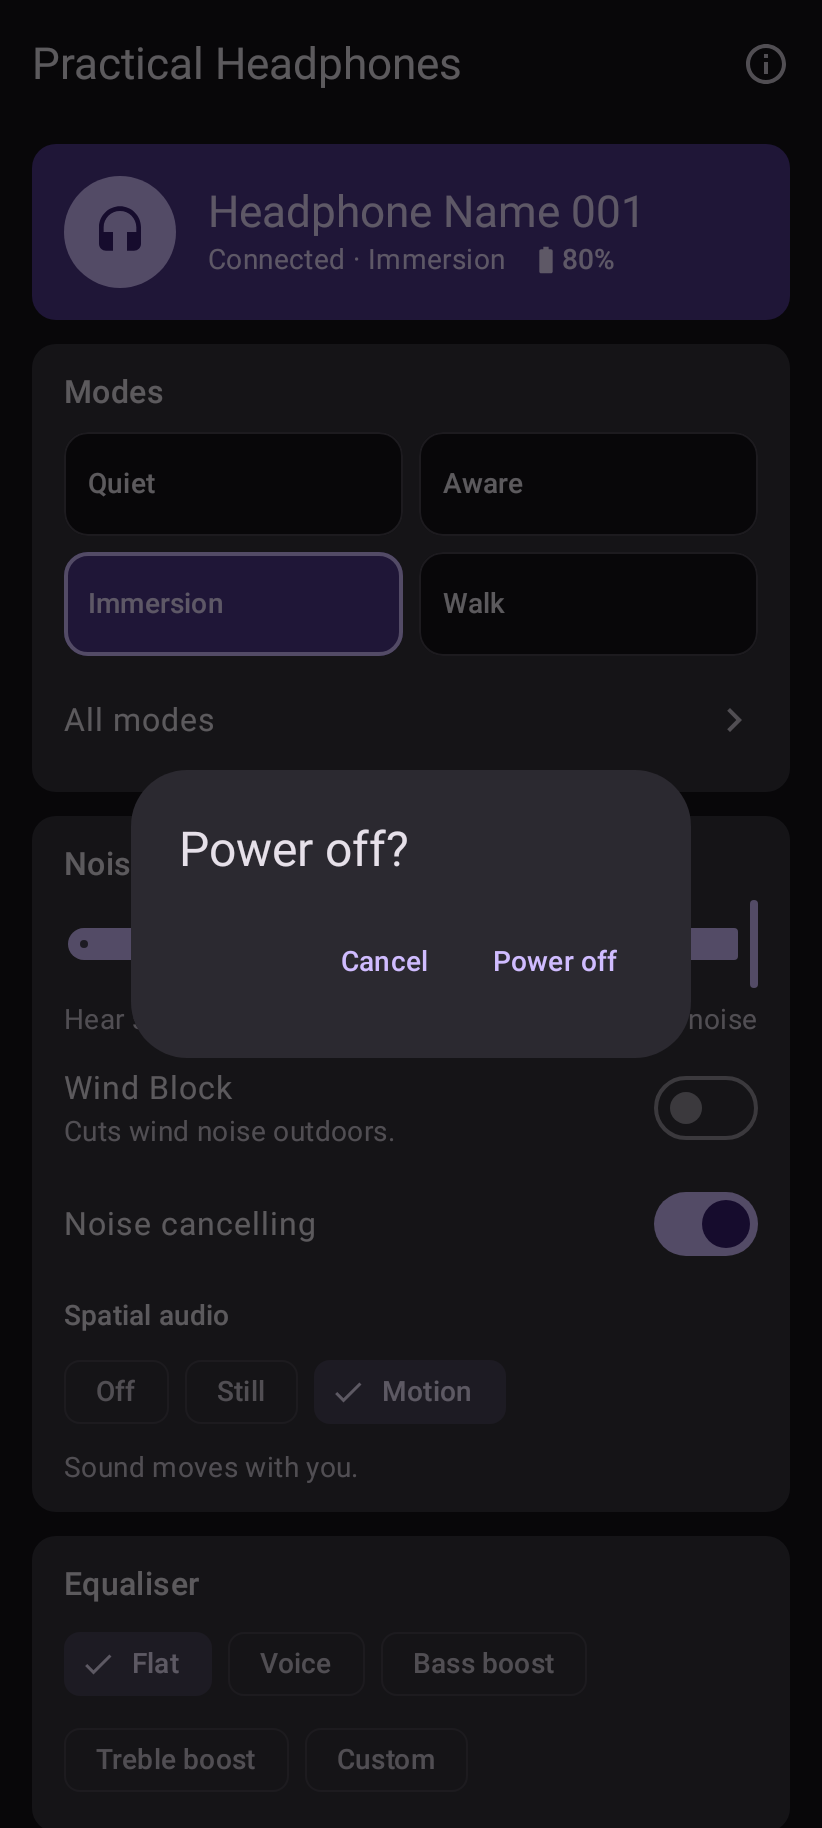 Practical Headphones
Headphone Name 001
Connected · Immersion 80%
Modes
Quiet
Aware
Immersion
Walk
All modes
Power off?
Cancel
Power off
Hear
noise
Wind Block
Cuts wind noise outdoors.
Noise cancelling
Spatial audio
Off
Still
Motion
Sound moves with you.
Equaliser
Flat
Voice
Bass boost
Treble boost
Custom